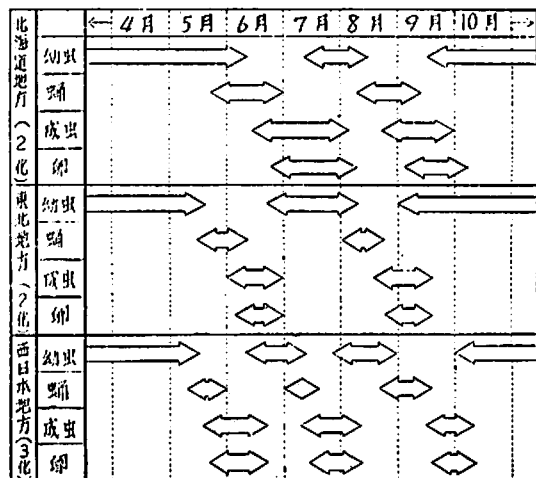 4月 5月 6月 7月 8月 9月 10月
北海道地方(2化)
幼虫
蛹
成虫
卵
東北地方(2化)
幼虫
蛹
成虫
卵
西日本地方(3化)
幼虫
蛹
成虫
卵